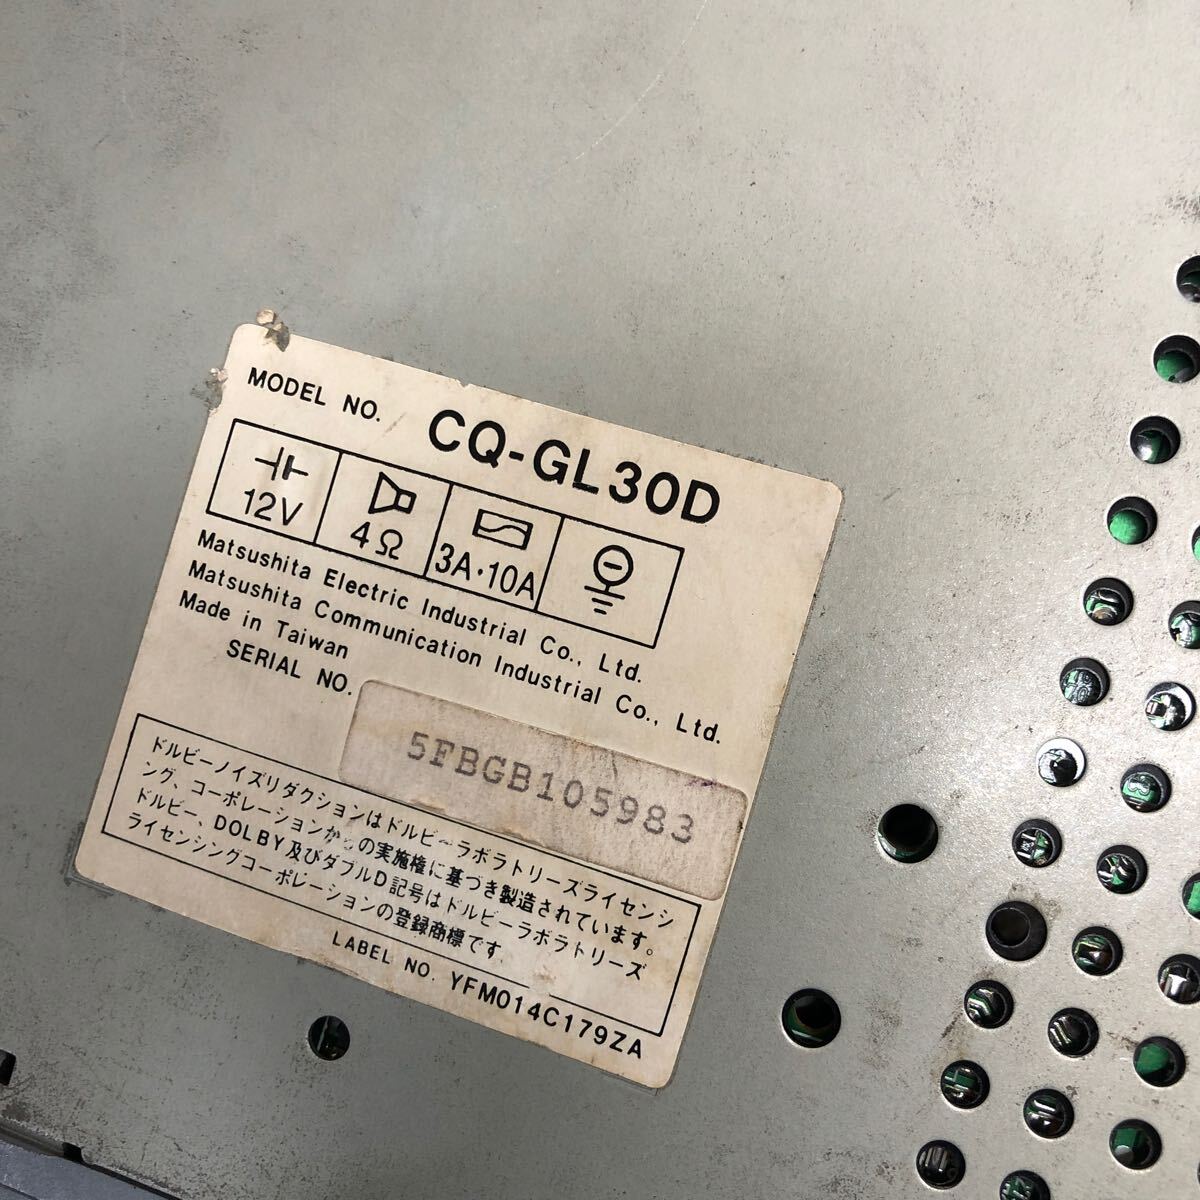 MODEL NO. CQ-GL30D
12V 4Ω 3A·10A
Matsushita Electric Industrial Co., Ltd.
Matsushita Communication Industrial Co., Ltd.
Made in Taiwan
SERIAL NO. 5FBGB105983
ドルビーノイズリダクションはドルビーラボラトリーズライセンシ
ング、コーポレーションからの実施権に基づき製造されています。
ドルビー、DOLBY及びダブルD記号はドルビーラボラトリーズ
ライセンシングコーポレーションの登録商標です.
LABEL NO. YFM014C179ZA